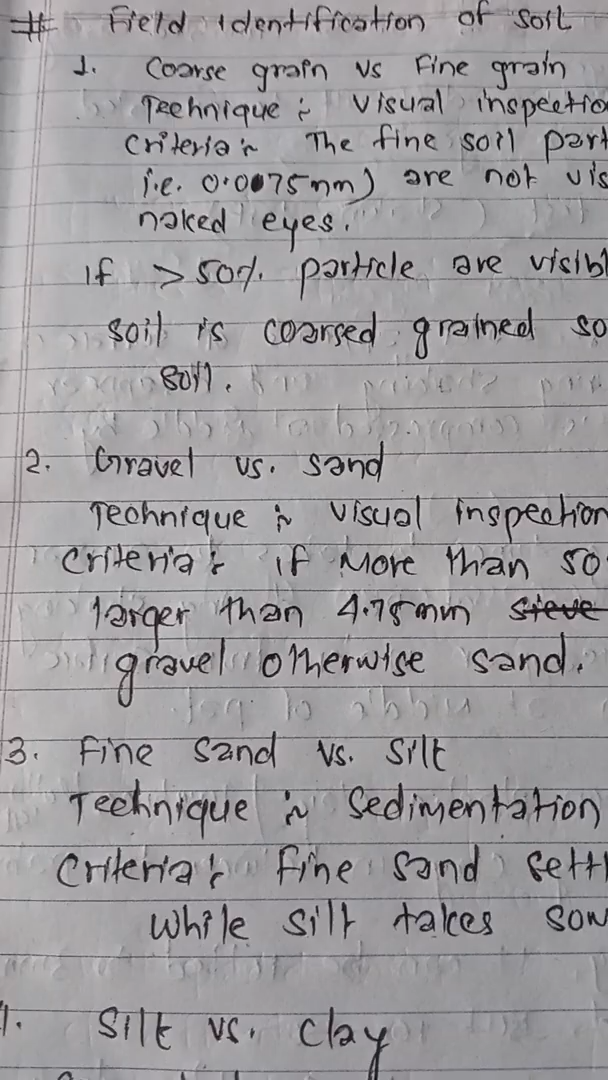 # Field identification of soil
1. Coarse grain vs Fine grain
Technique : Visual inspectio
Criteria :- The fine soil part
i.e. 0.0075mm) are not vis
naked eyes.
if > 50% particle are visibl
soil is coarsed grained so
soil.
2. Gravel vs. sand
Technique :- visual inspection
Criteria : if More than 50
larger than 4.75mm sieve
gravel otherwise sand.
3. Fine sand vs. silt
Technique :- Sedimentation
Criteria : Fine sand settl
While silt takes som
Silt vs. clay